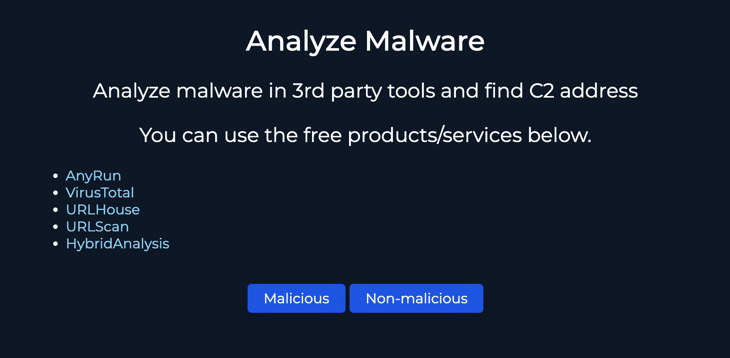 Analyze Malware
Analyze malware in 3rd party tools and find C2 address
You can use the free products/services below.
AnyRun
VirusTotal
URLHouse
URLScan
HybridAnalysis
Malicious Non-malicious